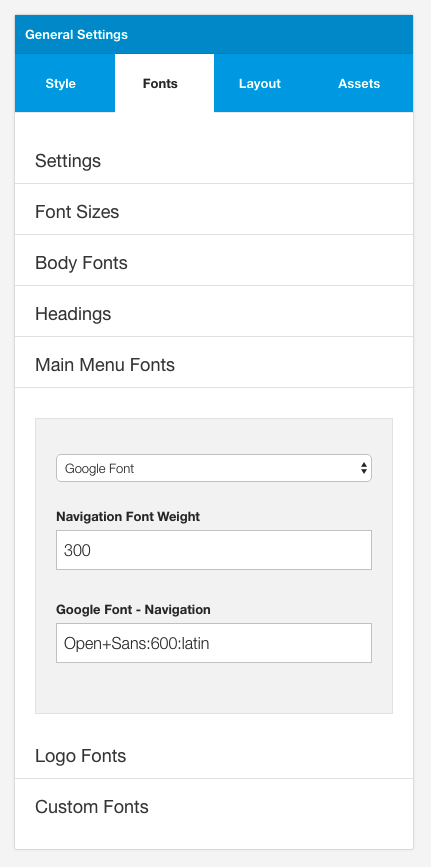 General Settings
Style Fonts Layout Assets
Settings
Font Sizes
Body Fonts
Headings
Main Menu Fonts
Google Font
Navigation Font Weight
300
Google Font - Navigation
Open+Sans:600:latin
Logo Fonts
Custom Fonts